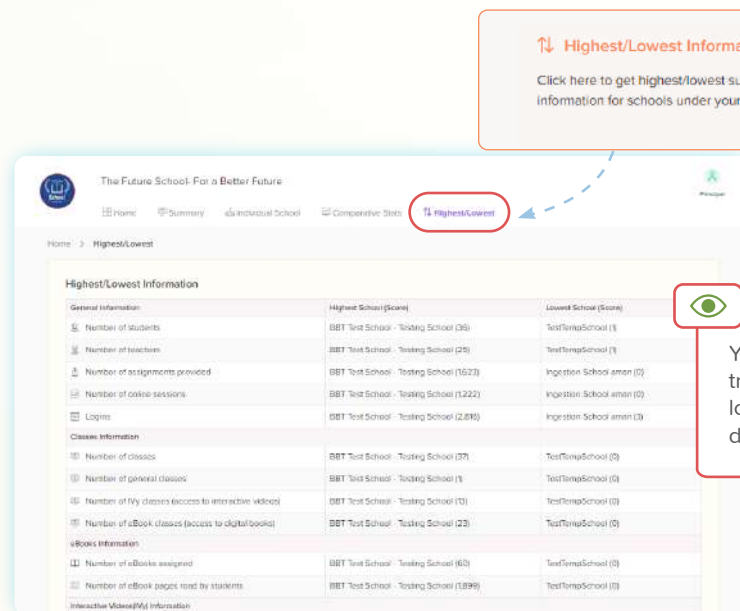 Highest/Lowest Informa
Click here to get highest/lowest su
information for schools under your
The Future School- For a Better Future
School
Principal
Home Summary Individual School Comparative Stats Highest/Lowest
Home > Highest/Lowest
Highest/Lowest Information
General Information Highest School (Score) Lowest School (Score)
Number of students BBT Test School - Testing School (36) TestTempSchool (1)
Number of teachers BBT Test School - Testing School (25) TestTempSchool (1)
Number of assignments provided BBT Test School - Testing School (1,623) Ingestion School aman (0)
Number of online sessions BBT Test School - Testing School (1,222) Ingestion School aman (0)
Logins BBT Test School - Testing School (2,816) Ingestion School aman (3)
Classes Information
Number of classes BBT Test School - Testing School (37) TestTempSchool (0)
Number of general classes BBT Test School - Testing School (1) TestTempSchool (0)
Number of IVy classes (access to interactive videos) BBT Test School - Testing School (13) TestTempSchool (0)
Number of eBook classes (access to digital books) BBT Test School - Testing School (23) TestTempSchool (0)
eBooks Information
Number of eBooks assigned BBT Test School - Testing School (60) TestTempSchool (0)
Number of eBook pages read by students BBT Test School - Testing School (1,899) TestTempSchool (0)
Interactive Videos(IVy) Information
Y
tr
lo
d